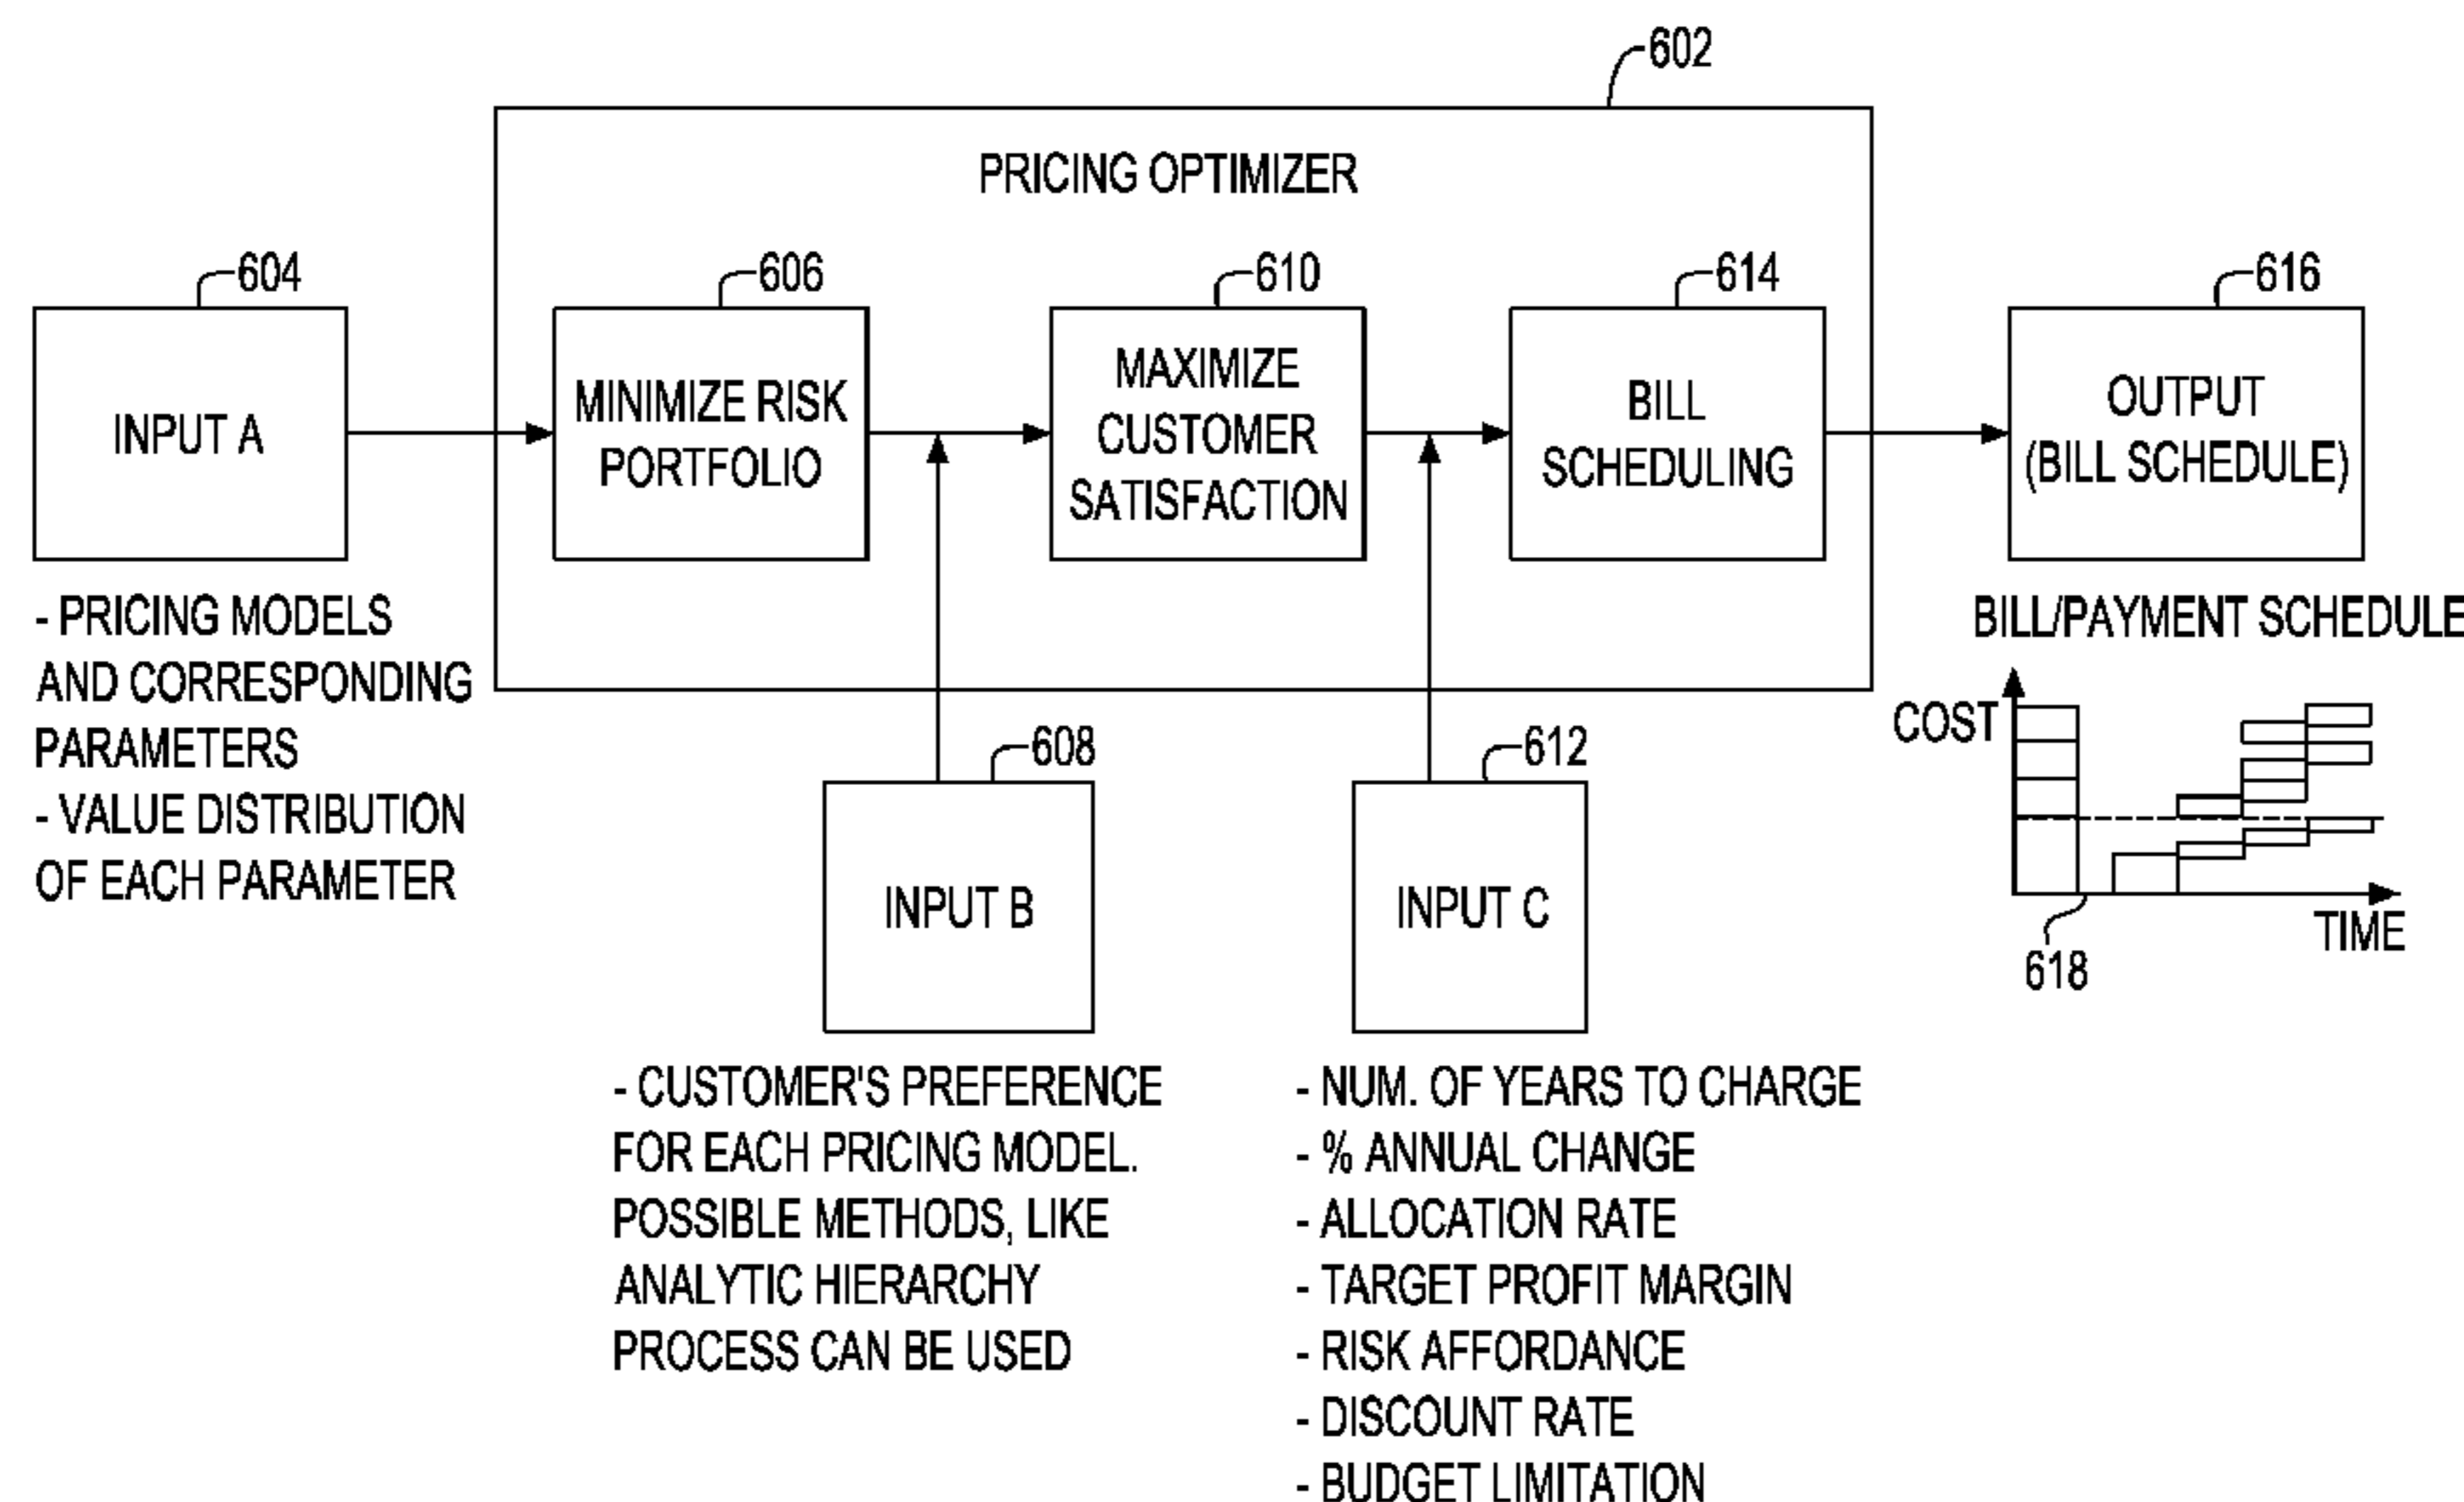 602
PRICING OPTIMIZER
604
606
610
614
616
INPUT A
MINIMIZE RISK
PORTFOLIO
MAXIMIZE
CUSTOMER
SATISFACTION
BILL
SCHEDULING
OUTPUT
(BILL SCHEDULE)
- PRICING MODELS
AND CORRESPONDING
PARAMETERS
- VALUE DISTRIBUTION
OF EACH PARAMETER
BILL/PAYMENT SCHEDULE
COST
TIME
618
608
INPUT B
612
INPUT C
- CUSTOMER'S PREFERENCE
FOR EACH PRICING MODEL.
POSSIBLE METHODS, LIKE
ANALYTIC HIERARCHY
PROCESS CAN BE USED
- NUM. OF YEARS TO CHARGE
- % ANNUAL CHANGE
- ALLOCATION RATE
- TARGET PROFIT MARGIN
- RISK AFFORDANCE
- DISCOUNT RATE
- BUDGET LIMITATION